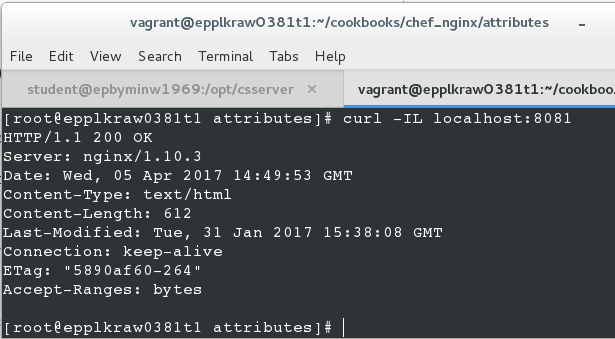 vagrant@epplkraw0381t1:~/cookbooks/chef_nginx/attributes
File Edit View Search Terminal Tabs Help
student@epbyminw1969:/opt/csserver × vagrant@epplkraw0381t1:~/cookboo.
[root@epplkraw0381t1 attributes]# curl -IL localhost:8081
HTTP/1.1 200 OK
Server: nginx/1.10.3
Date: Wed, 05 Apr 2017 14:49:53 GMT
Content-Type: text/html
Content-Length: 612
Last-Modified: Tue, 31 Jan 2017 15:38:08 GMT
Connection: keep-alive
ETag: "5890af60-264"
Accept-Ranges: bytes
[root@epplkraw0381t1 attributes]#